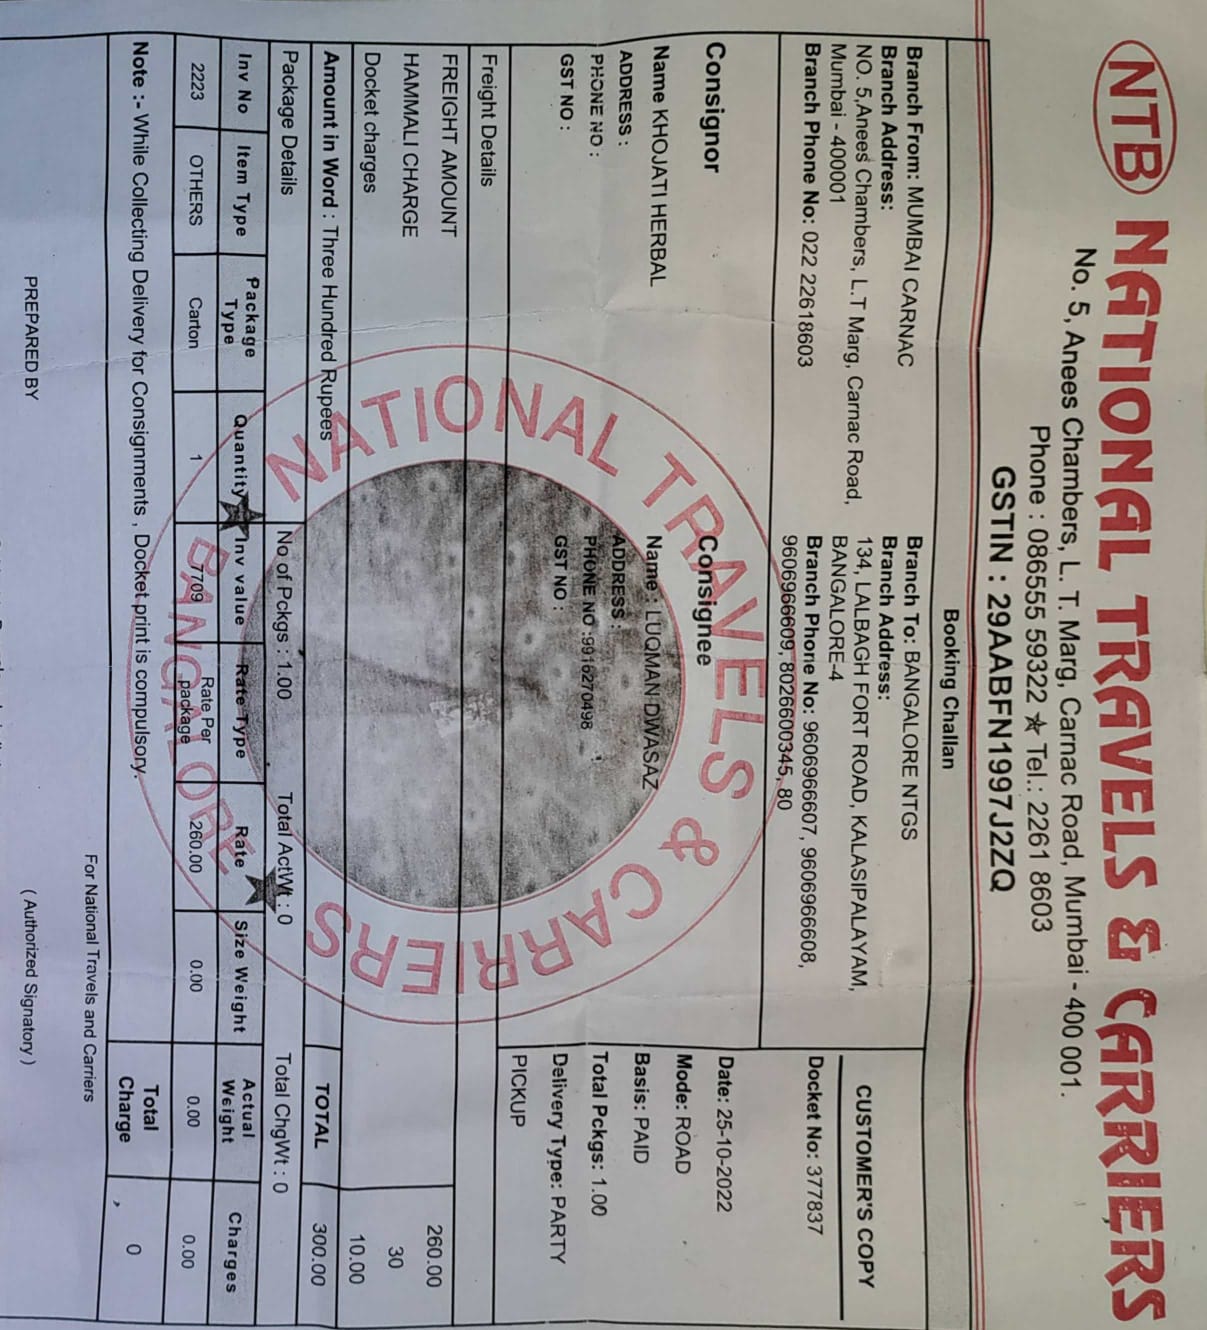 NTB NATIONAL TRAVELS & CARRIERS
No. 5, Anees Chambers, L. T. Marg, Carnac Road, Mumbai - 400 001.
Phone : 086555 59322 ★ Tel.: 2261 8603
GSTIN : 29AABFN1997J2ZQ
Booking Challan
Branch From: MUMBAI CARNAC
Branch Address:
NO. 5,Anees Chambers, L.T Marg, Carnac Road,
Mumbai - 400001
Branch Phone No: 022 22618603
Branch To: BANGALORE NTGS
Branch Address:
134, LALBAGH FORT ROAD, KALASIPALAYAM,
BANGALORE-4
Branch Phone No: 9606966607, 9606966608,
9606966609, 8026600345, 80
CUSTOMER'S COPY
Docket No: 377837
Consignor
Name KHOJATI HERBAL
ADDRESS :
PHONE NO :
GST NO :
Consignee
Name : LUQMAN DWASAZ
ADDRESS :
PHONE NO :9916270498
GST NO :
Date: 25-10-2022
Mode: ROAD
Basis: PAID
Total Pckgs: 1.00
Delivery Type: PARTY
PICKUP
Freight Details
FREIGHT AMOUNT 260.00
HAMMALI CHARGE 30
Docket charges 10.00
Amount in Word : Three Hundred Rupees TOTAL 300.00
Package Details No of Pckgs : 1.00 Total ActWt : 0 Total ChgWt : 0
Inv No Item Type Package Type Quantity Inv value Rate Type Rate Size Weight Actual Weight Charges
2223 OTHERS Carton 1 7709 Rate Per package 260.00 0.00 0.00 0.00
Note :- While Collecting Delivery for Consignments , Docket print is compulsory. Total Charge 0
For National Travels and Carriers
PREPARED BY ( Authorized Signatory )
NATIONAL TRAVELS & CARRIERS
BANGALORE